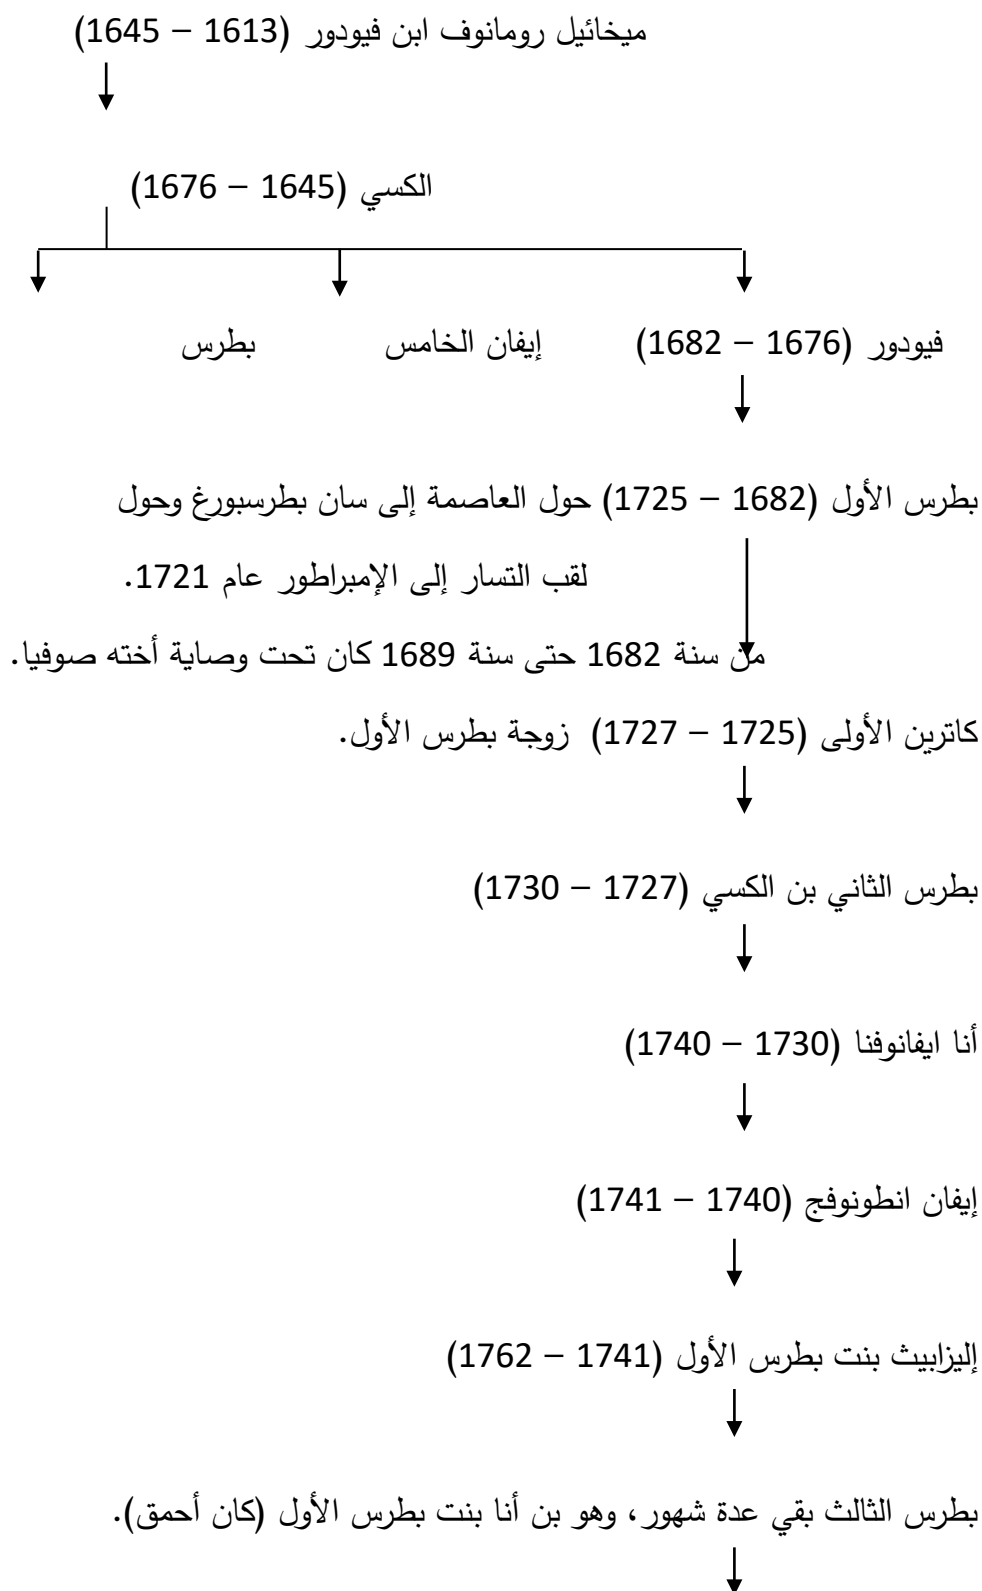 ميخائيل رومانوف ابن فيودور (1613 – 1645)
الكسي (1645 – 1676)
فيودور (1676 – 1682) إيفان الخامس بطرس
بطرس الأول (1682 – 1725) حول العاصمة إلى سان بطرسبورغ وحول
لقب التسار إلى الإمبراطور عام 1721.
من سنة 1682 حتى سنة 1689 كان تحت وصاية أخته صوفيا.
كاترين الأولى (1725 – 1727) زوجة بطرس الأول.
بطرس الثاني بن الكسي (1727 – 1730)
أنا ايفانوفنا (1730 – 1740)
إيفان انطونوفج (1740 – 1741)
إليزابيث بنت بطرس الأول (1741 – 1762)
بطرس الثالث بقي عدة شهور، وهو بن أنا بنت بطرس الأول (كان أحمق).